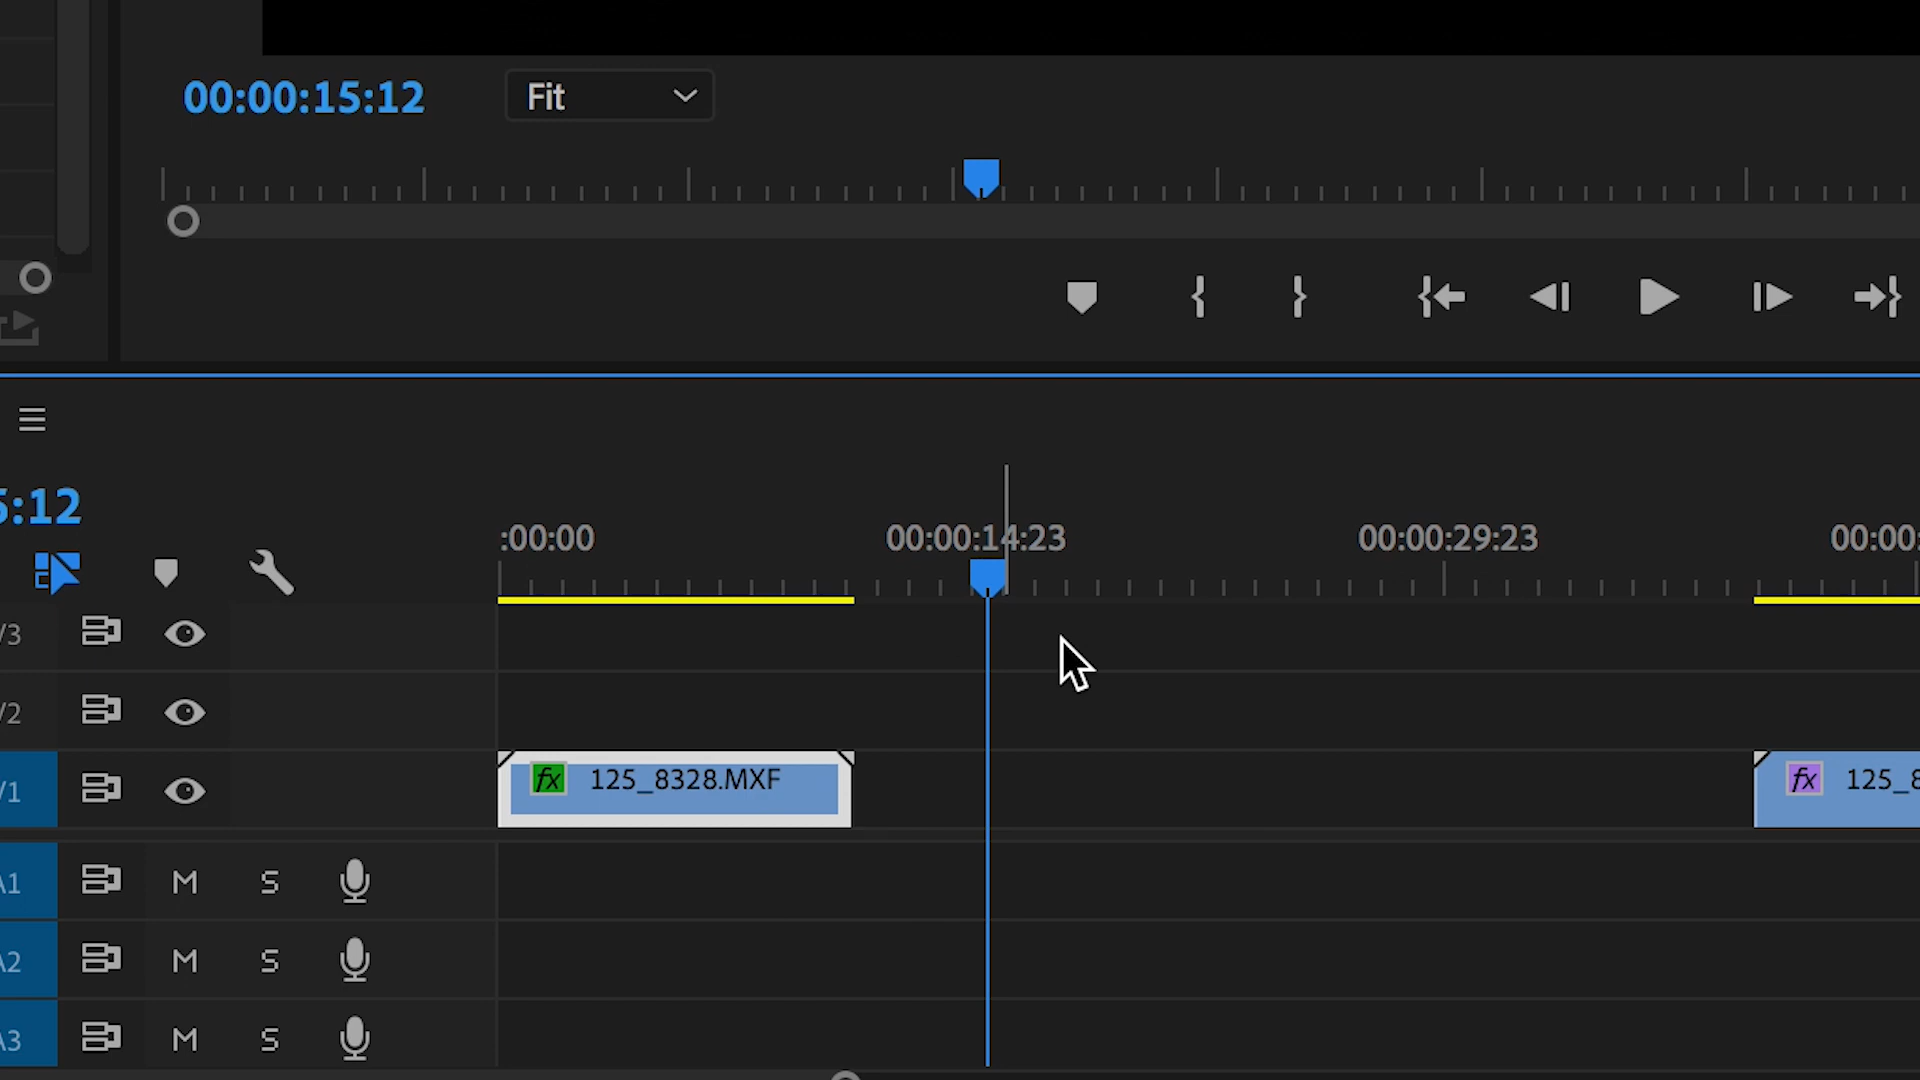 00:00:15:12 Fit
5:12
:00:00 00:00:14:23 00:00:29:23 00:00:
V3
V2
V1 fx 125_8328.MXF fx 125_8
A1 M S
A2 M S
A3 M S